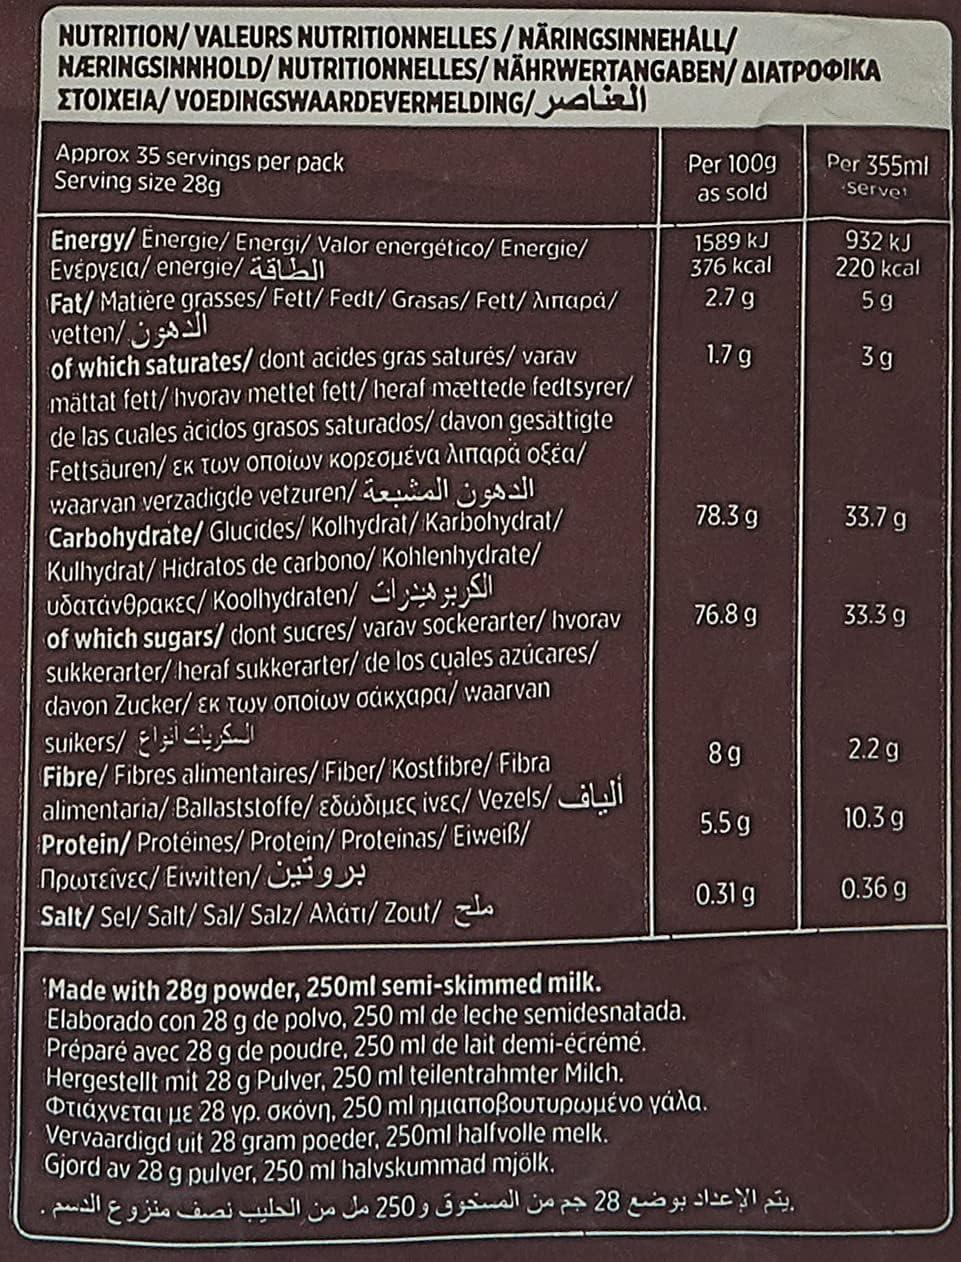 NUTRITION/ VALEURS NUTRITIONNELLES / NÄRINGSINNEHÅLL/
NÆRINGSINNHOLD/ NUTRITIONNELLES/ NÄHRWERTANGABEN/ ΔΙΑΤΡΟΦΙΚΑ
ΣΤΟΙΧΕΙΑ/ VOEDINGSWAARDEVERMELDING/ العناصر
Approx 35 servings per pack
Serving size 28g
Per 100g
as sold
Per 355ml
serve¹
Energy/ Énergie/ Energi/ Valor energético/ Energie/
Ενέργεια/ energie/ الطاقة
1589 kJ 932 kJ
376 kcal 220 kcal
Fat/ Matière grasses/ Fett/ Fedt/ Grasas/ Fett/ λιπαρά/ 2.7 g 5 g
vetten/ الدهون
of which saturates/ dont acides gras saturés/ varav 1.7 g 3 g
mättat fett/ hvorav mettet fett/ heraf mættede fedtsyrer/
de las cuales ácidos grasos saturados/ davon gesättigte
Fettsäuren/ εκ των οποίων κορεσμένα λιπαρά οξέα/
waarvan verzadigde vetzuren/ الدهون المشبعة
Carbohydrate/ Glucides/ Kolhydrat/ Karbohydrat/ 78.3 g 33.7 g
Kulhydrat/ Hidratos de carbono/ Kohlenhydrate/
υδατάνθρακες/ Koolhydraten/ الكربوهيدرات
of which sugars/ dont sucres/ varav sockerarter/ hvorav 76.8 g 33.3 g
sukkerarter/ heraf sukkerarter/ de los cuales azúcares/
davon Zucker/ εκ των οποίων σάκχαρα/ waarvan
suikers/ السكريات أنواع
Fibre/ Fibres alimentaires/ Fiber/ Kostfibre/ Fibra 8 g 2.2 g
alimentaria/ Ballaststoffe/ εδώδιμες ίνες/ Vezels/ ألياف
Protein/ Protéines/ Protein/ Proteínas/ Eiweiß/ 5.5 g 10.3 g
Πρωτεΐνες/ Eiwitten/ بروتين
Salt/ Sel/ Salt/ Sal/ Salz/ Αλάτι/ Zout/ ملح 0.31 g 0.36 g
¹Made with 28g powder, 250ml semi-skimmed milk.
Elaborado con 28 g de polvo, 250 ml de leche semidesnatada.
Préparé avec 28 g de poudre, 250 ml de lait demi-écrémé.
Hergestellt mit 28 g Pulver, 250 ml teilentrahmter Milch.
Φτιάχνεται με 28 γρ. σκόνη, 250 ml ημιαποβουτυρωμένο γάλα.
Vervaardigd uit 28 gram poeder, 250ml halfvolle melk.
Gjord av 28 g pulver, 250 ml halvskummad mjölk.
يتم الإعداد بوضع 28 جم من المسحوق و 250 مل من الحليب نصف منزوع الدسم .